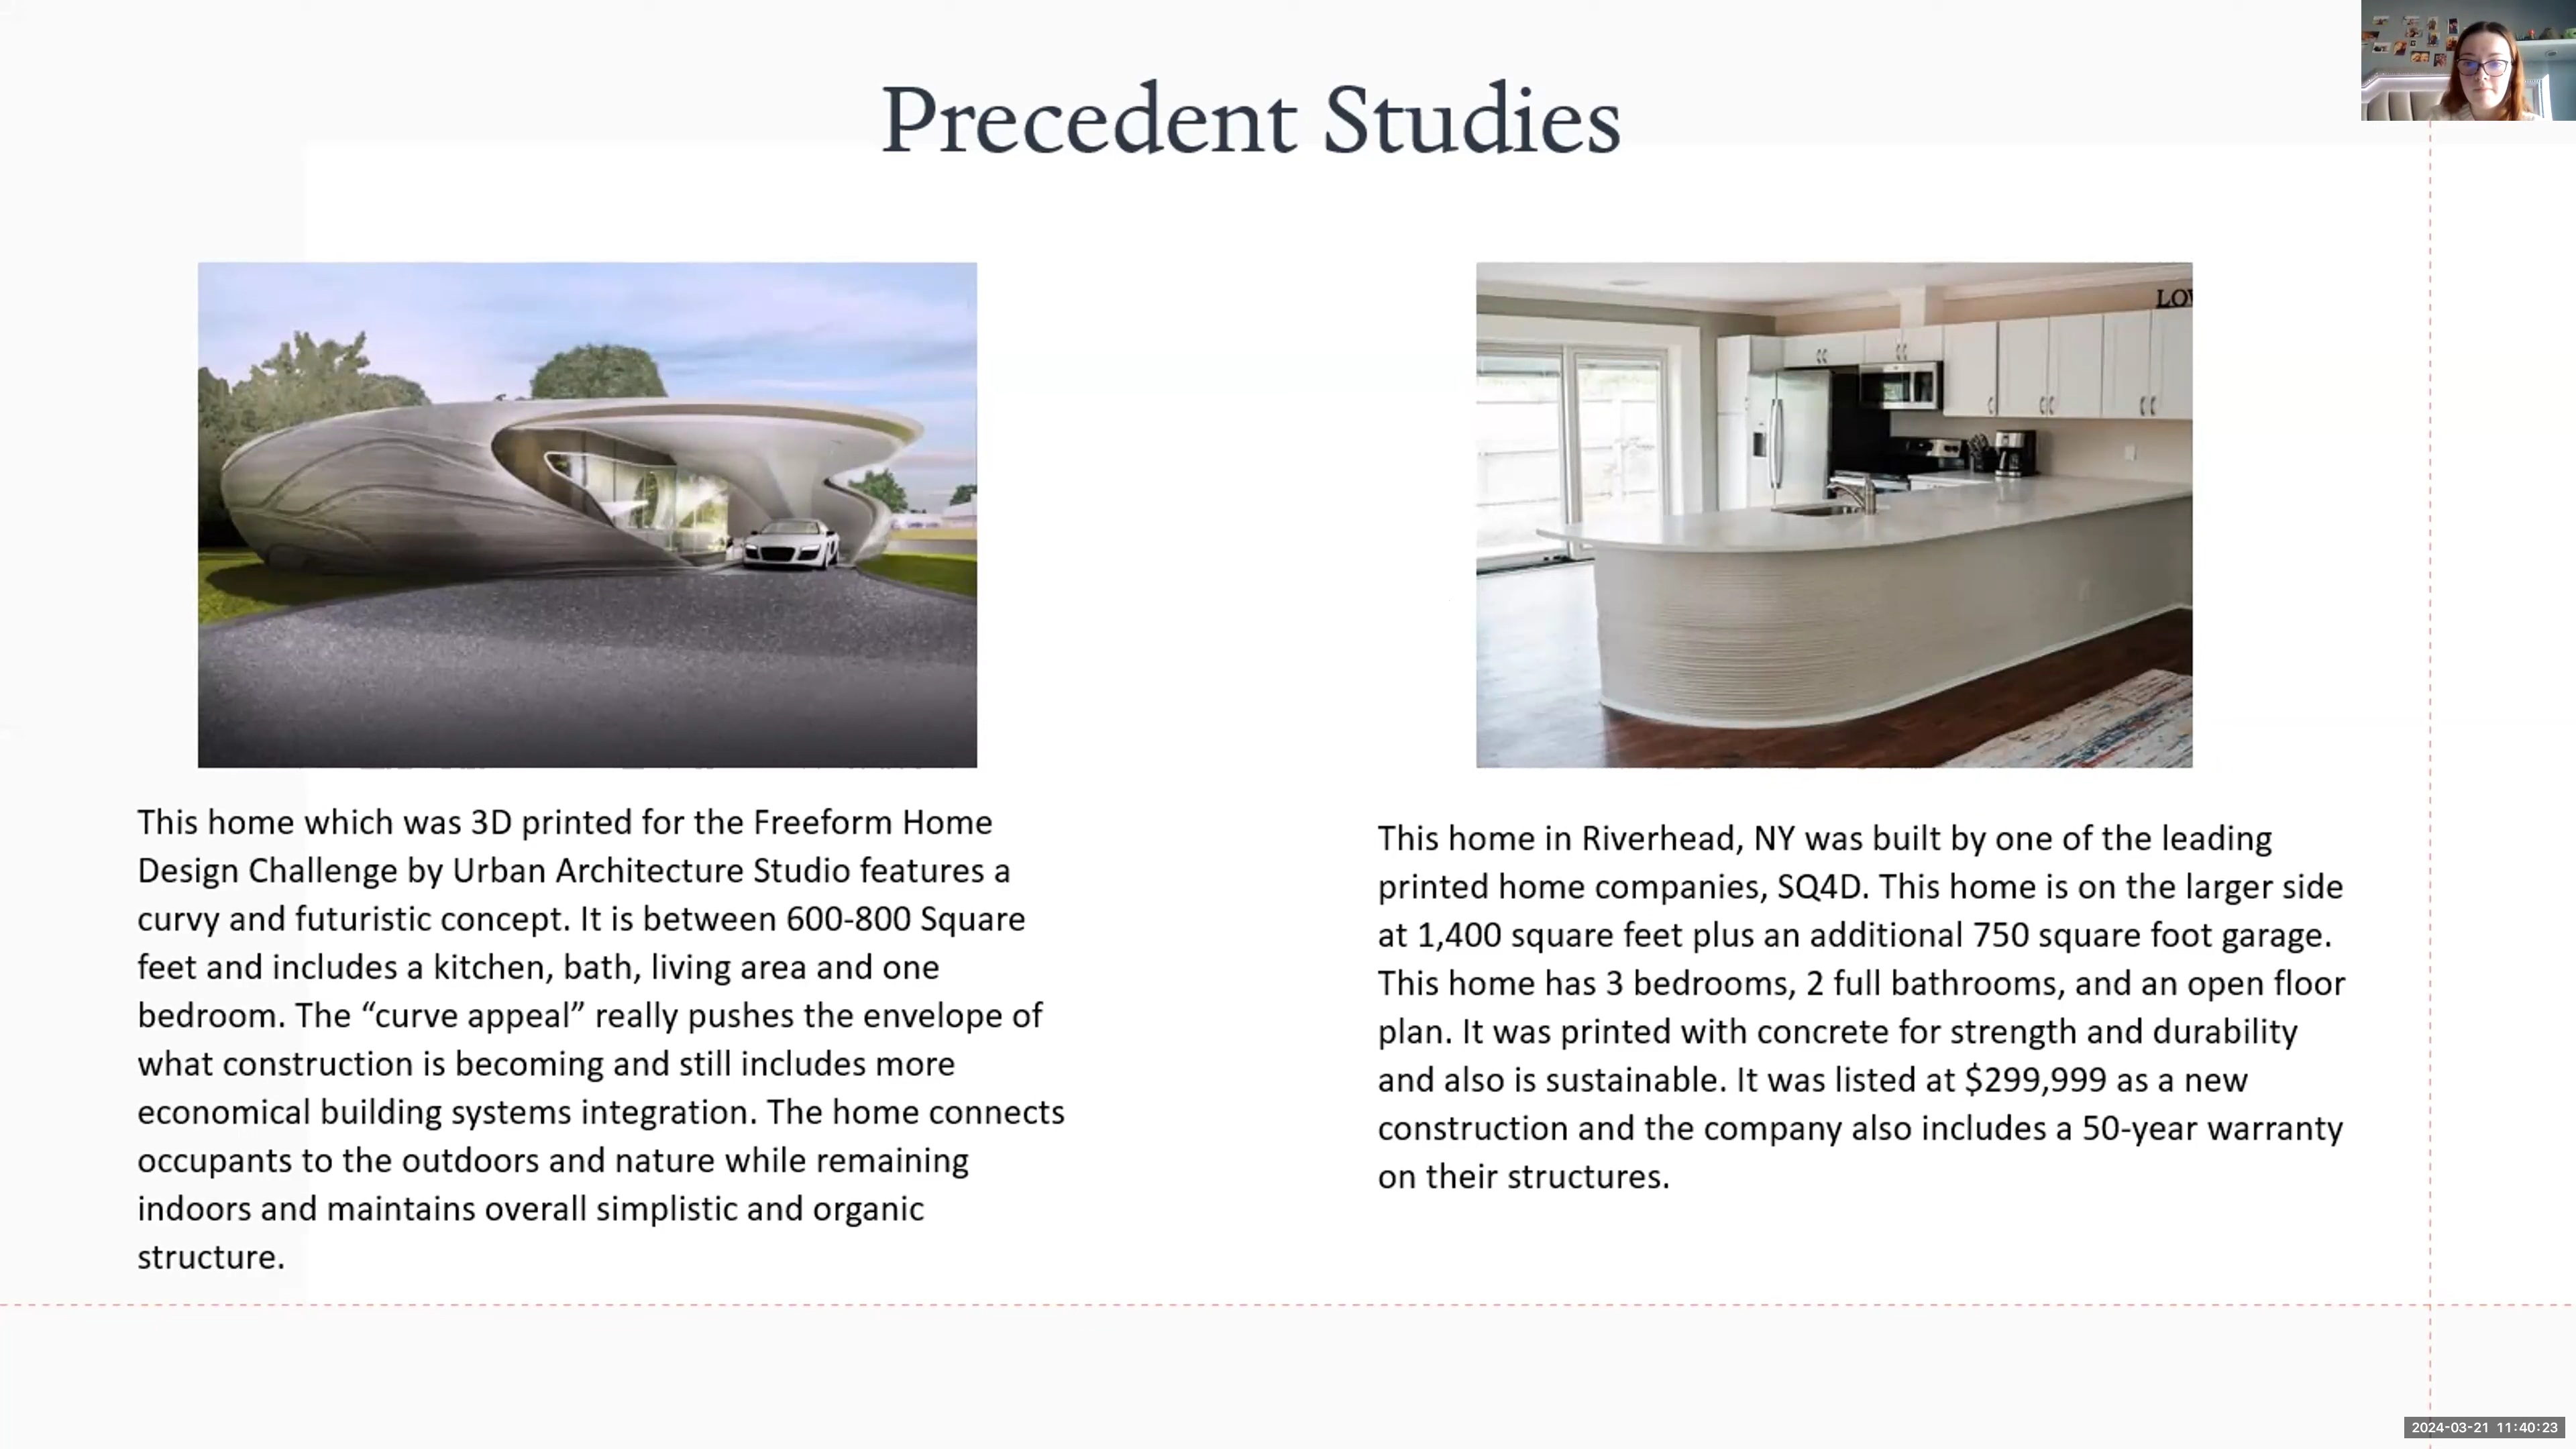 Precedent Studies
LOV
This home which was 3D printed for the Freeform Home
Design Challenge by Urban Architecture Studio features a
curvy and futuristic concept. It is between 600-800 Square
feet and includes a kitchen, bath, living area and one
bedroom. The “curve appeal” really pushes the envelope of
what construction is becoming and still includes more
economical building systems integration. The home connects
occupants to the outdoors and nature while remaining
indoors and maintains overall simplistic and organic
structure.
This home in Riverhead, NY was built by one of the leading
printed home companies, SQ4D. This home is on the larger side
at 1,400 square feet plus an additional 750 square foot garage.
This home has 3 bedrooms, 2 full bathrooms, and an open floor
plan. It was printed with concrete for strength and durability
and also is sustainable. It was listed at $299,999 as a new
construction and the company also includes a 50-year warranty
on their structures.
2024-03-21 11:40:23